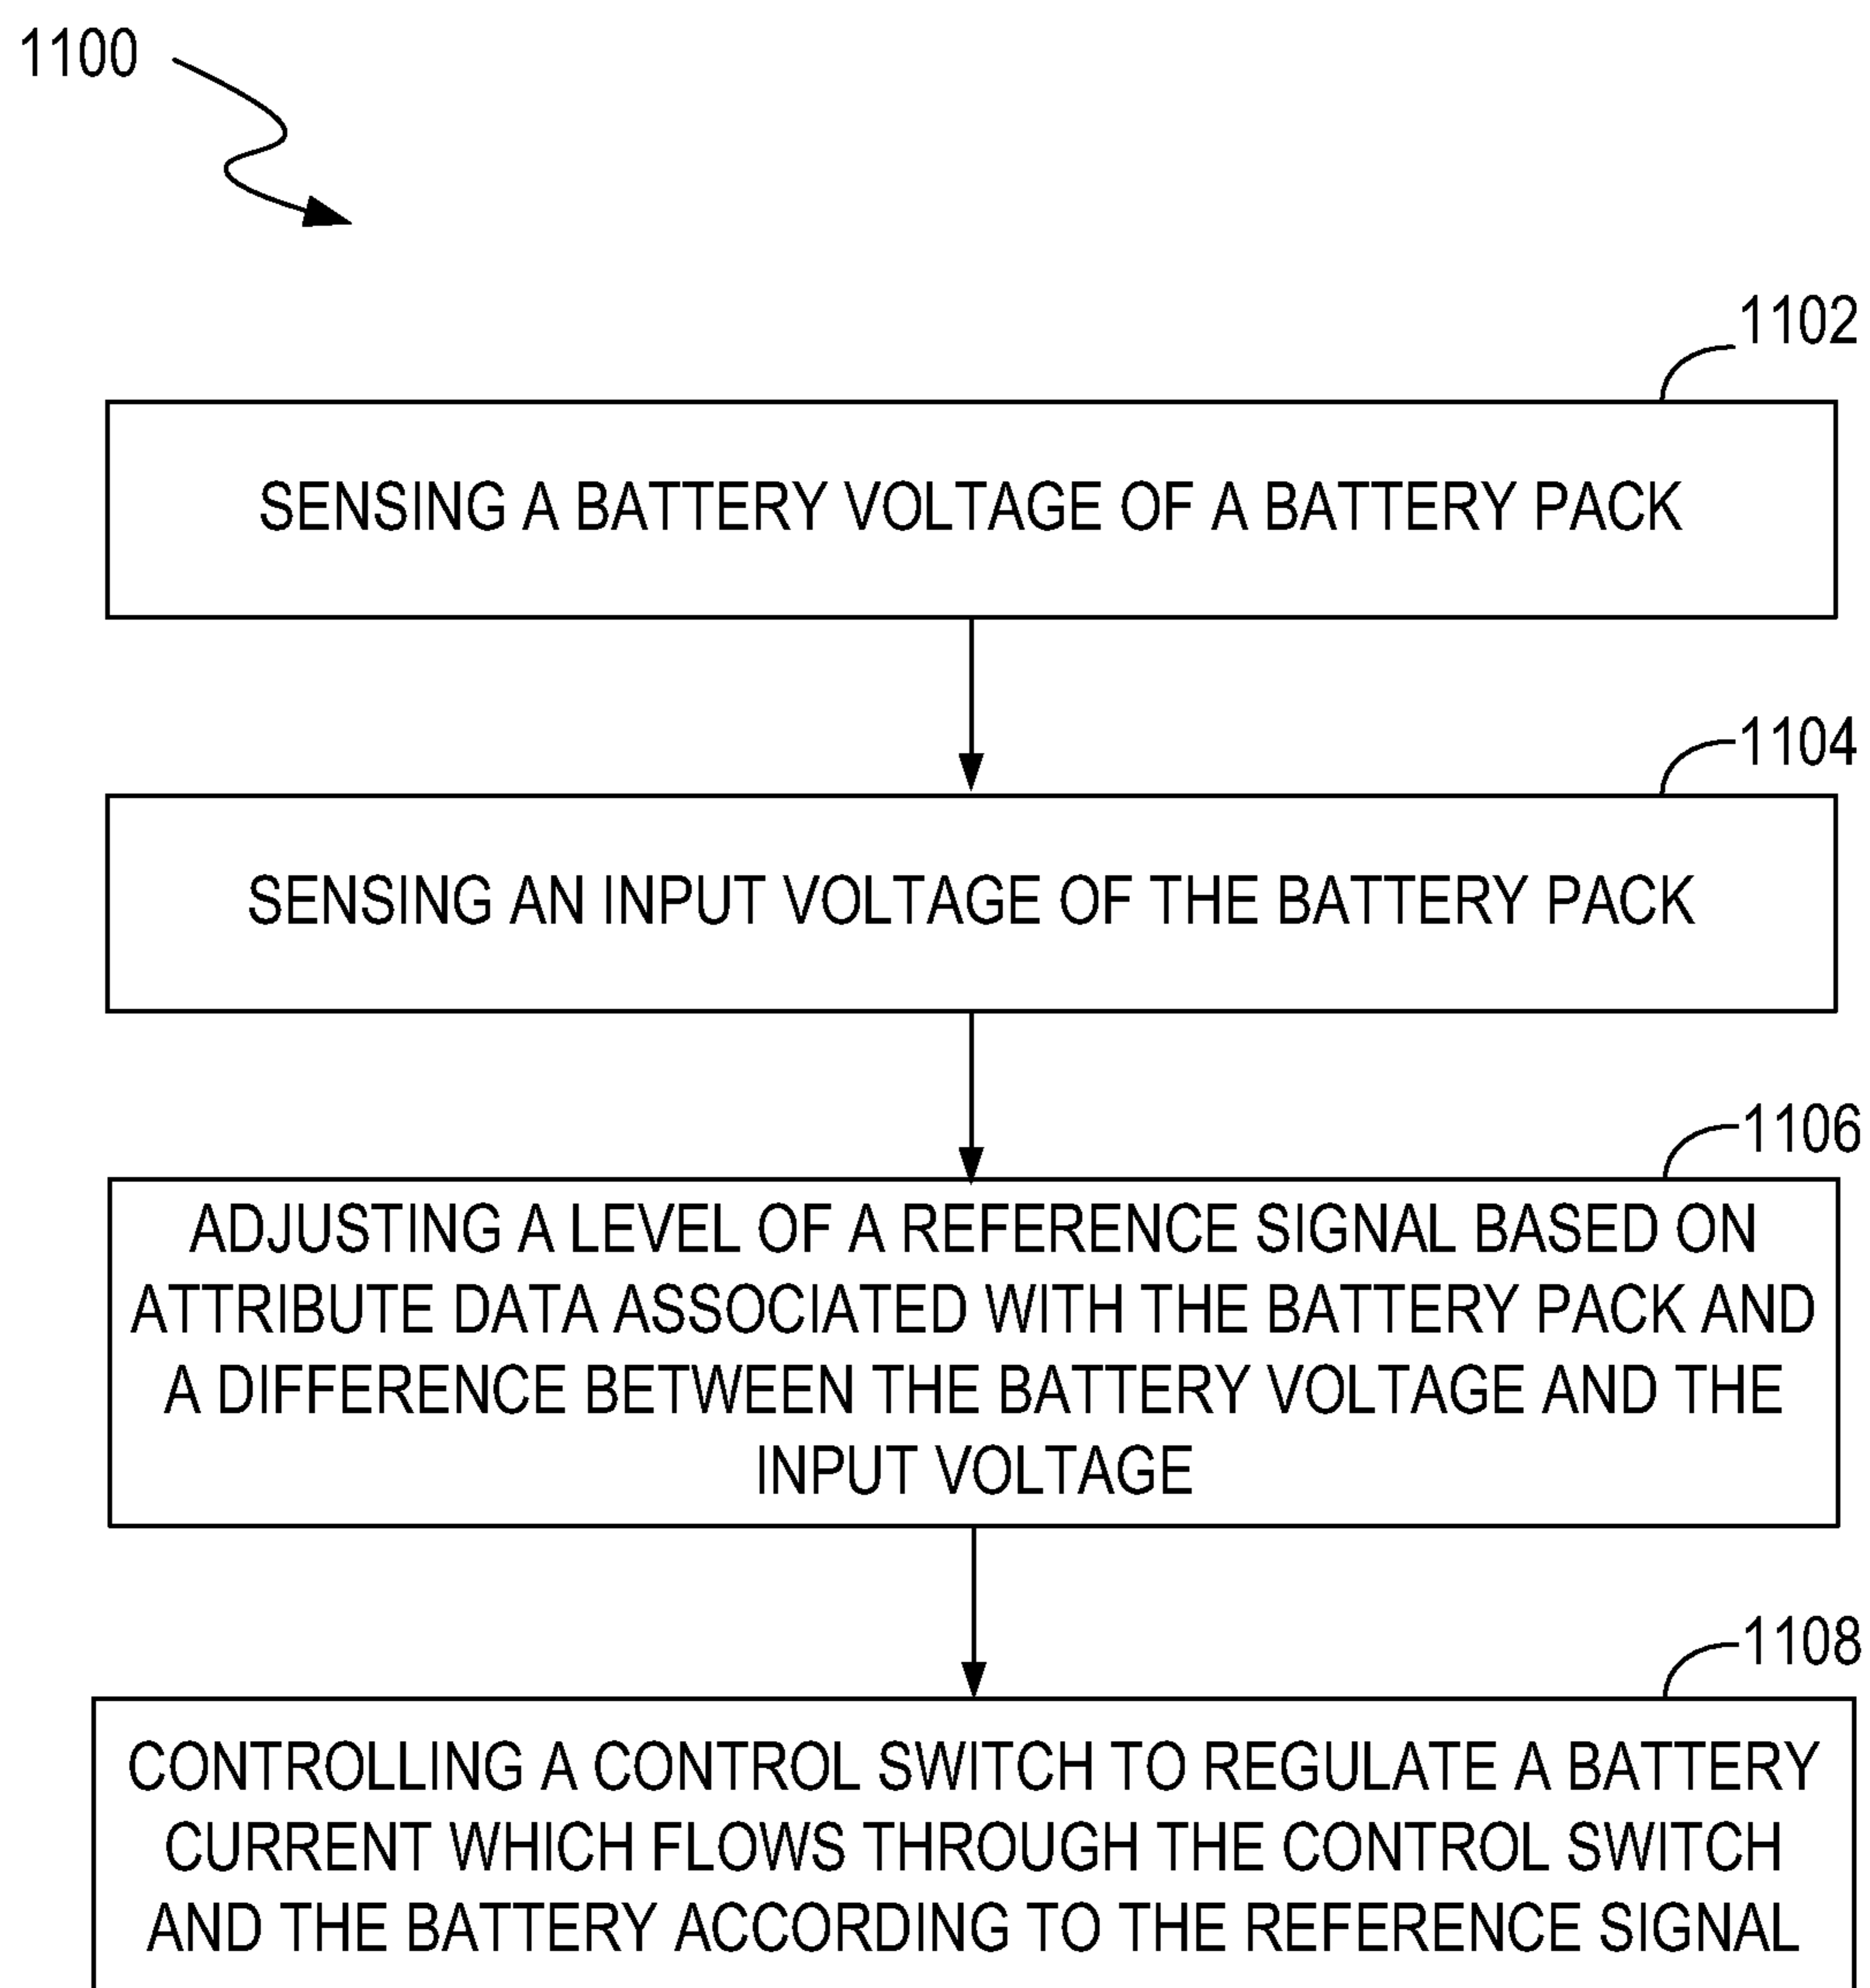 1100
1102
SENSING A BATTERY VOLTAGE OF A BATTERY PACK
1104
SENSING AN INPUT VOLTAGE OF THE BATTERY PACK
1106
ADJUSTING A LEVEL OF A REFERENCE SIGNAL BASED ON
ATTRIBUTE DATA ASSOCIATED WITH THE BATTERY PACK AND
A DIFFERENCE BETWEEN THE BATTERY VOLTAGE AND THE
INPUT VOLTAGE
1108
CONTROLLING A CONTROL SWITCH TO REGULATE A BATTERY
CURRENT WHICH FLOWS THROUGH THE CONTROL SWITCH
AND THE BATTERY ACCORDING TO THE REFERENCE SIGNAL